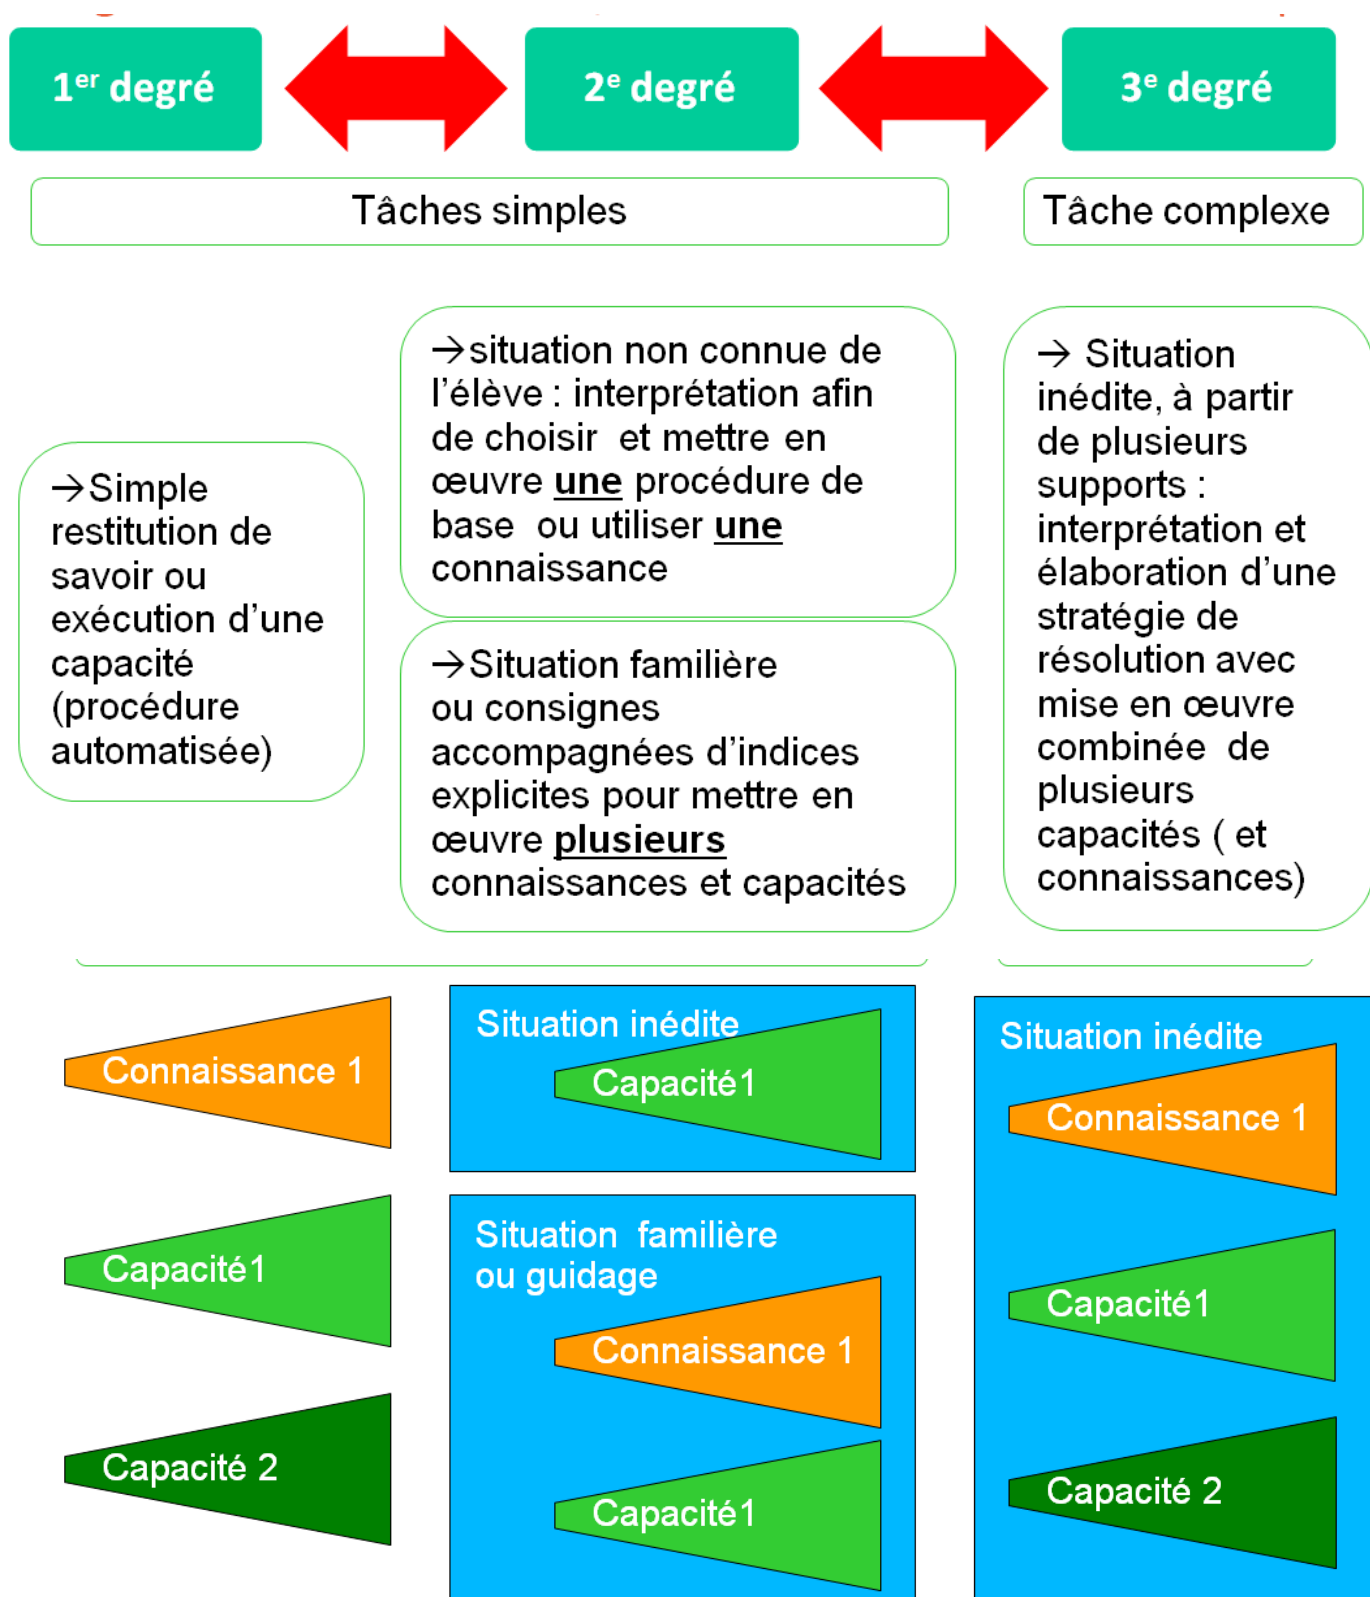 1er degré
2e degré
3e degré
Tâches simples
Tâche complexe
→Simple
restitution de
savoir ou
exécution d’une
capacité
(procédure
automatisée)
→situation non connue de
l’élève : interprétation afin
de choisir et mettre en
œuvre une procédure de
base ou utiliser une
connaissance
→Situation familière
ou consignes
accompagnées d’indices
explicites pour mettre en
œuvre plusieurs
connaissances et capacités
→ Situation
inédite, à partir
de plusieurs
supports :
interprétation et
élaboration d’une
stratégie de
résolution avec
mise en œuvre
combinée de
plusieurs
capacités ( et
connaissances)
Connaissance 1
Capacité1
Capacité 2
Situation inédite
Capacité1
Situation familière
ou guidage
Connaissance 1
Capacité1
Situation inédite
Connaissance 1
Capacité1
Capacité 2